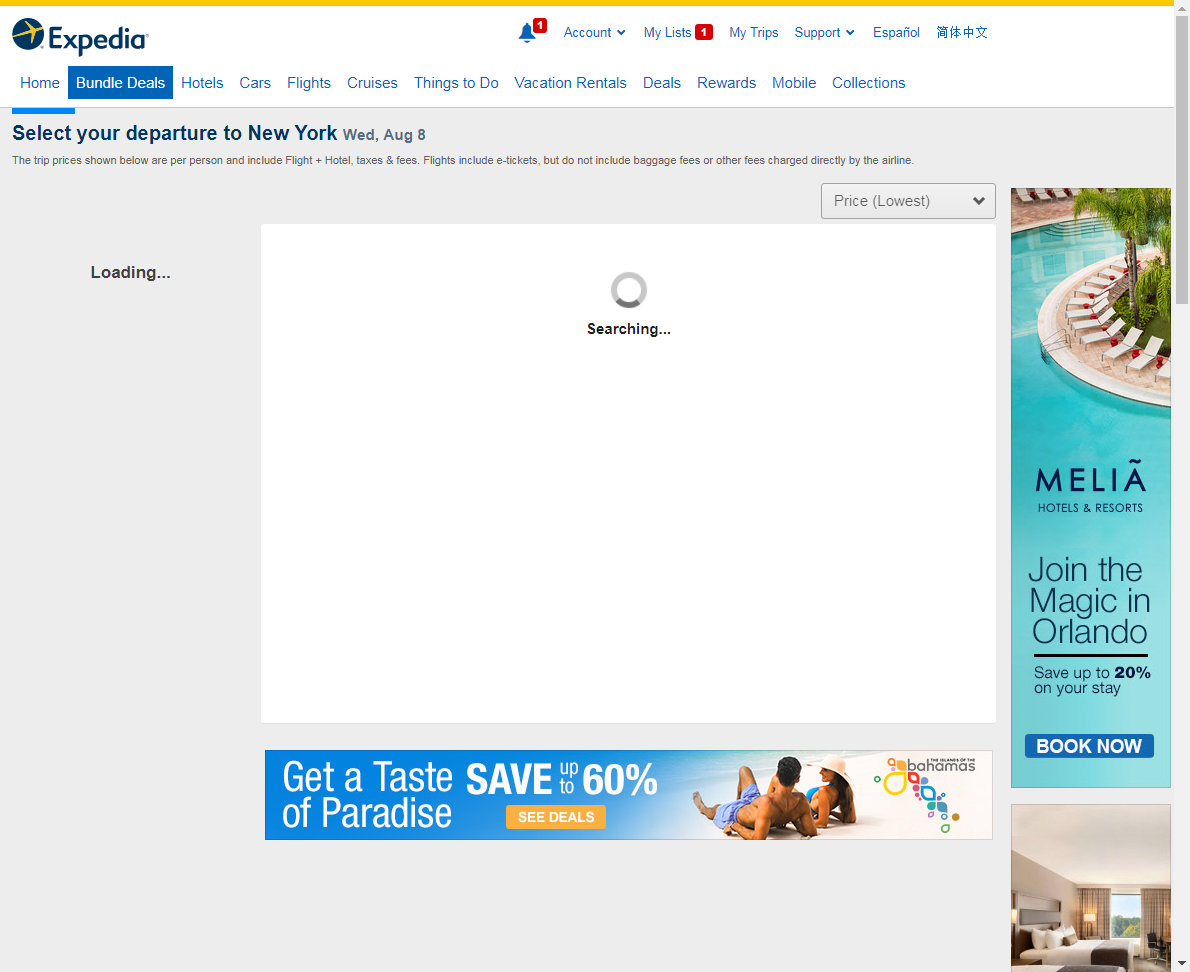 Expedia
1
Account
My Lists 1
My Trips
Support
Español
简体中文
Home
Bundle Deals
Hotels
Cars
Flights
Cruises
Things to Do
Vacation Rentals
Deals
Rewards
Mobile
Collections
Select your departure to New York Wed, Aug 8
The trip prices shown below are per person and include Flight + Hotel, taxes & fees. Flights include e-tickets, but do not include baggage fees or other fees charged directly by the airline.
Price (Lowest)
Loading...
Searching...
MELIÃ
HOTELS & RESORTS
Join the
Magic in
Orlando
Save up to 20%
on your stay
BOOK NOW
Get a Taste
of Paradise
SAVE up to 60%
SEE DEALS
THE ISLANDS OF THE
bahamas